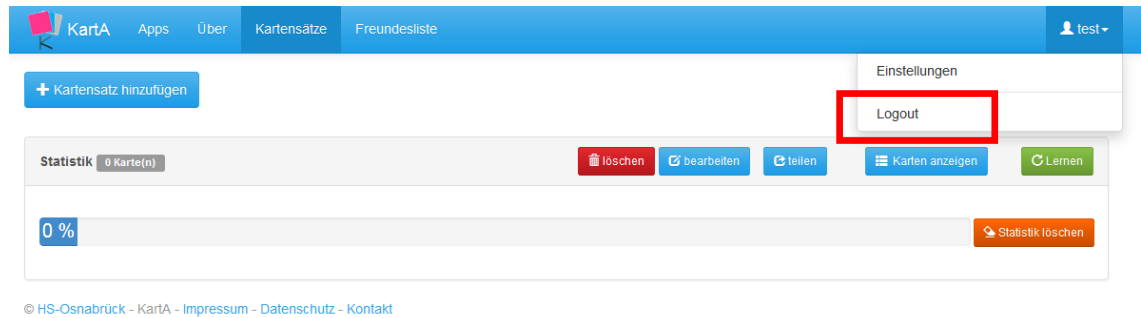 KartA Apps Über Kartensätze Freundesliste test
Einstellungen
Kartensatz hinzufügen
Logout
Statistik 0 Karte(n) löschen bearbeiten teilen Karten anzeigen Lernen
0 % Statistik löschen
© HS-Osnabrück - KartA - Impressum - Datenschutz - Kontakt